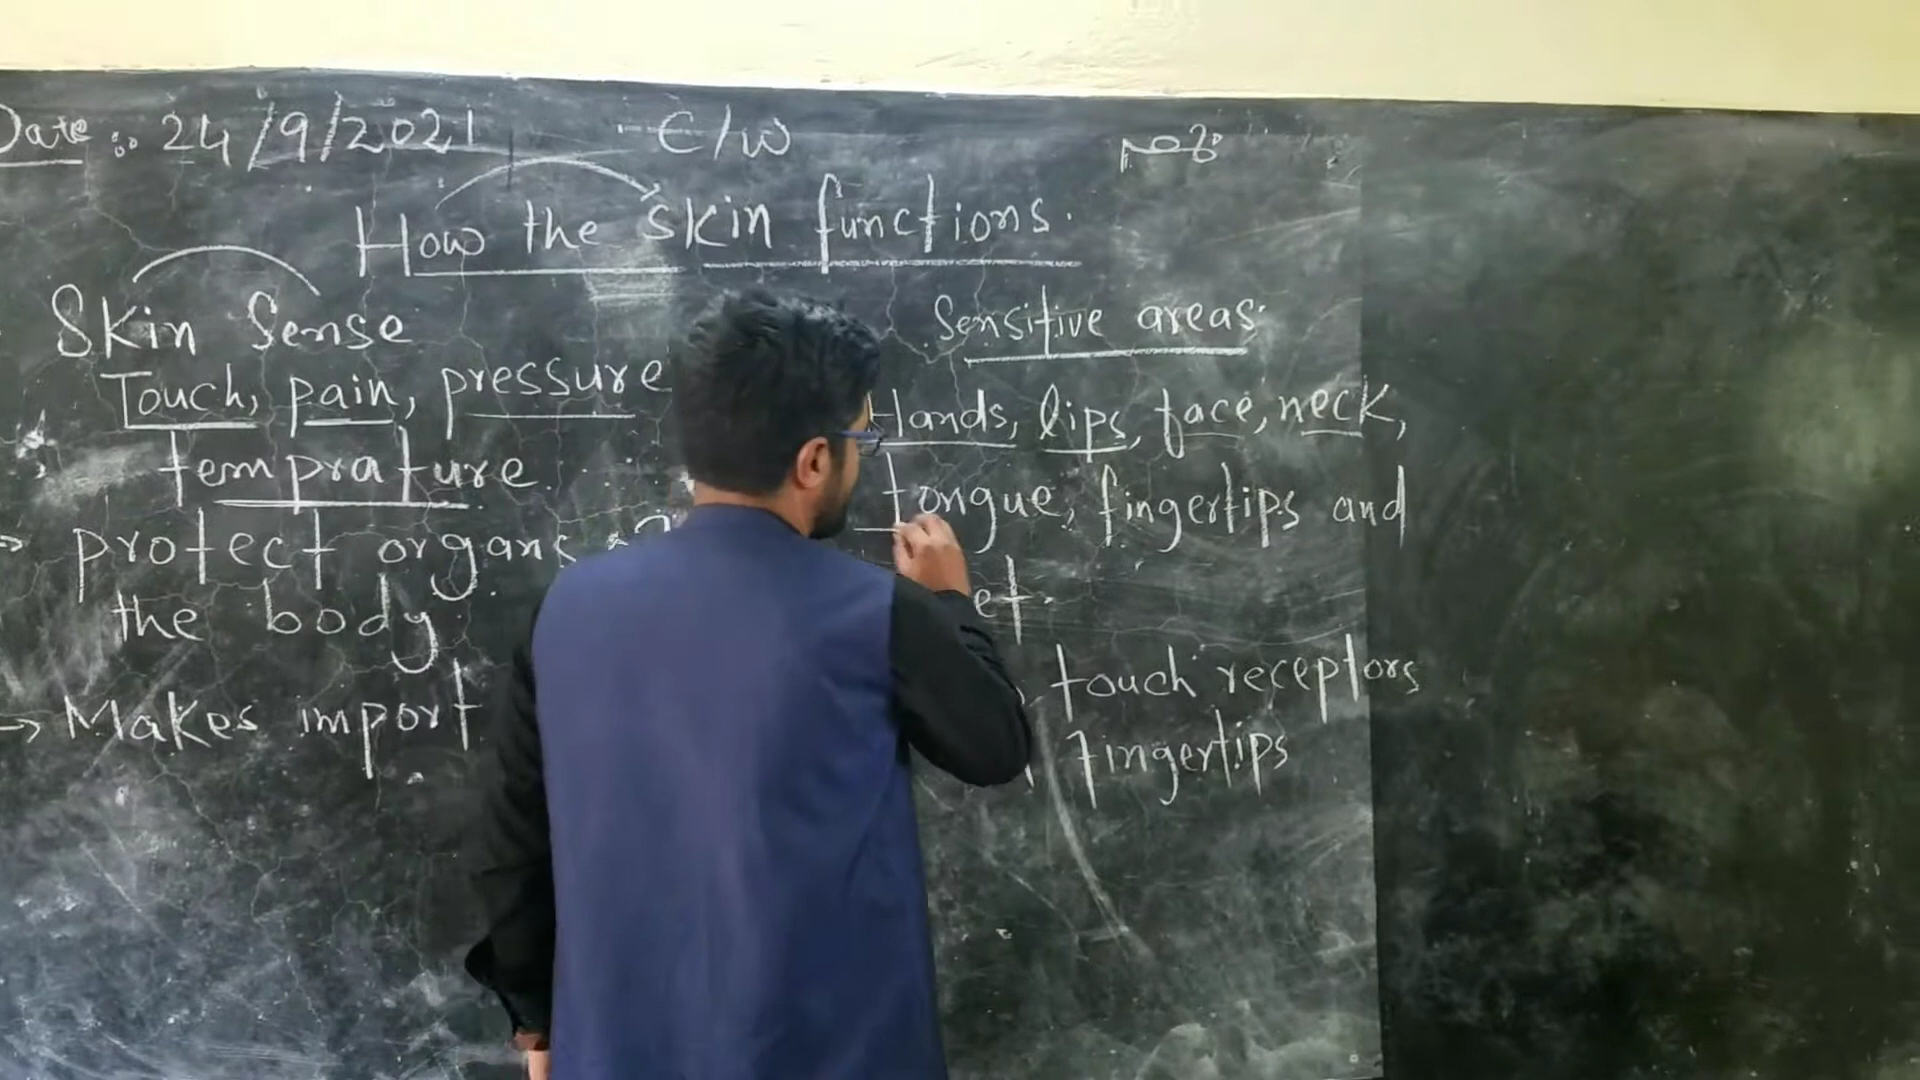 Date :. 24/9/2021 C/W
How the skin functions.
Skin Sense
Touch, pain, pressure
temprature.
protect organs
the body.
→ Makes import
Sensitive areas.
Hands, lips, face, neck,
tongue, fingertips and
touch receptors
fingertips